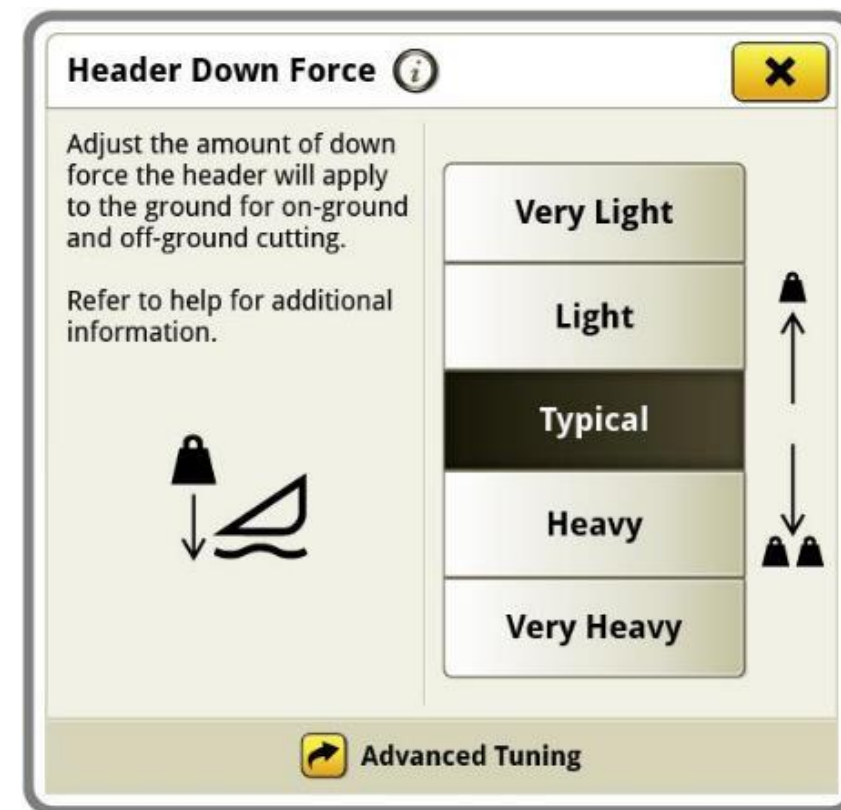 Header Down Force i
Adjust the amount of down
force the header will apply
to the ground for on-ground
and off-ground cutting.
Refer to help for additional
information.
Very Light
Light
Typical
Heavy
Very Heavy
Advanced Tuning